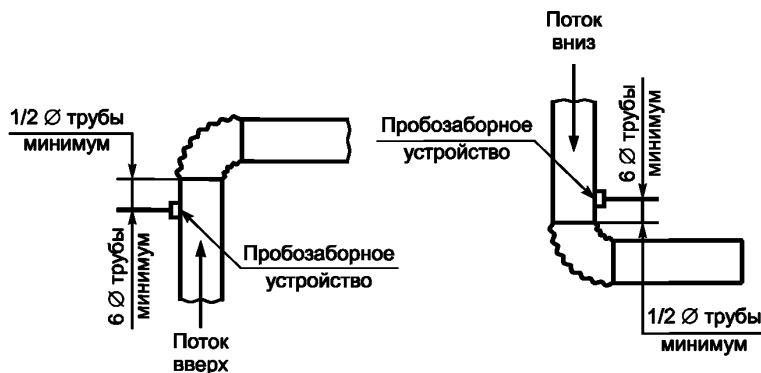 1/2 Ø трубы
минимум
6 Ø трубы
минимум
Пробозаборное
устройство
Поток
вверх
Поток
вниз
Пробозаборное
устройство
6 Ø трубы
минимум
1/2 Ø трубы
минимум